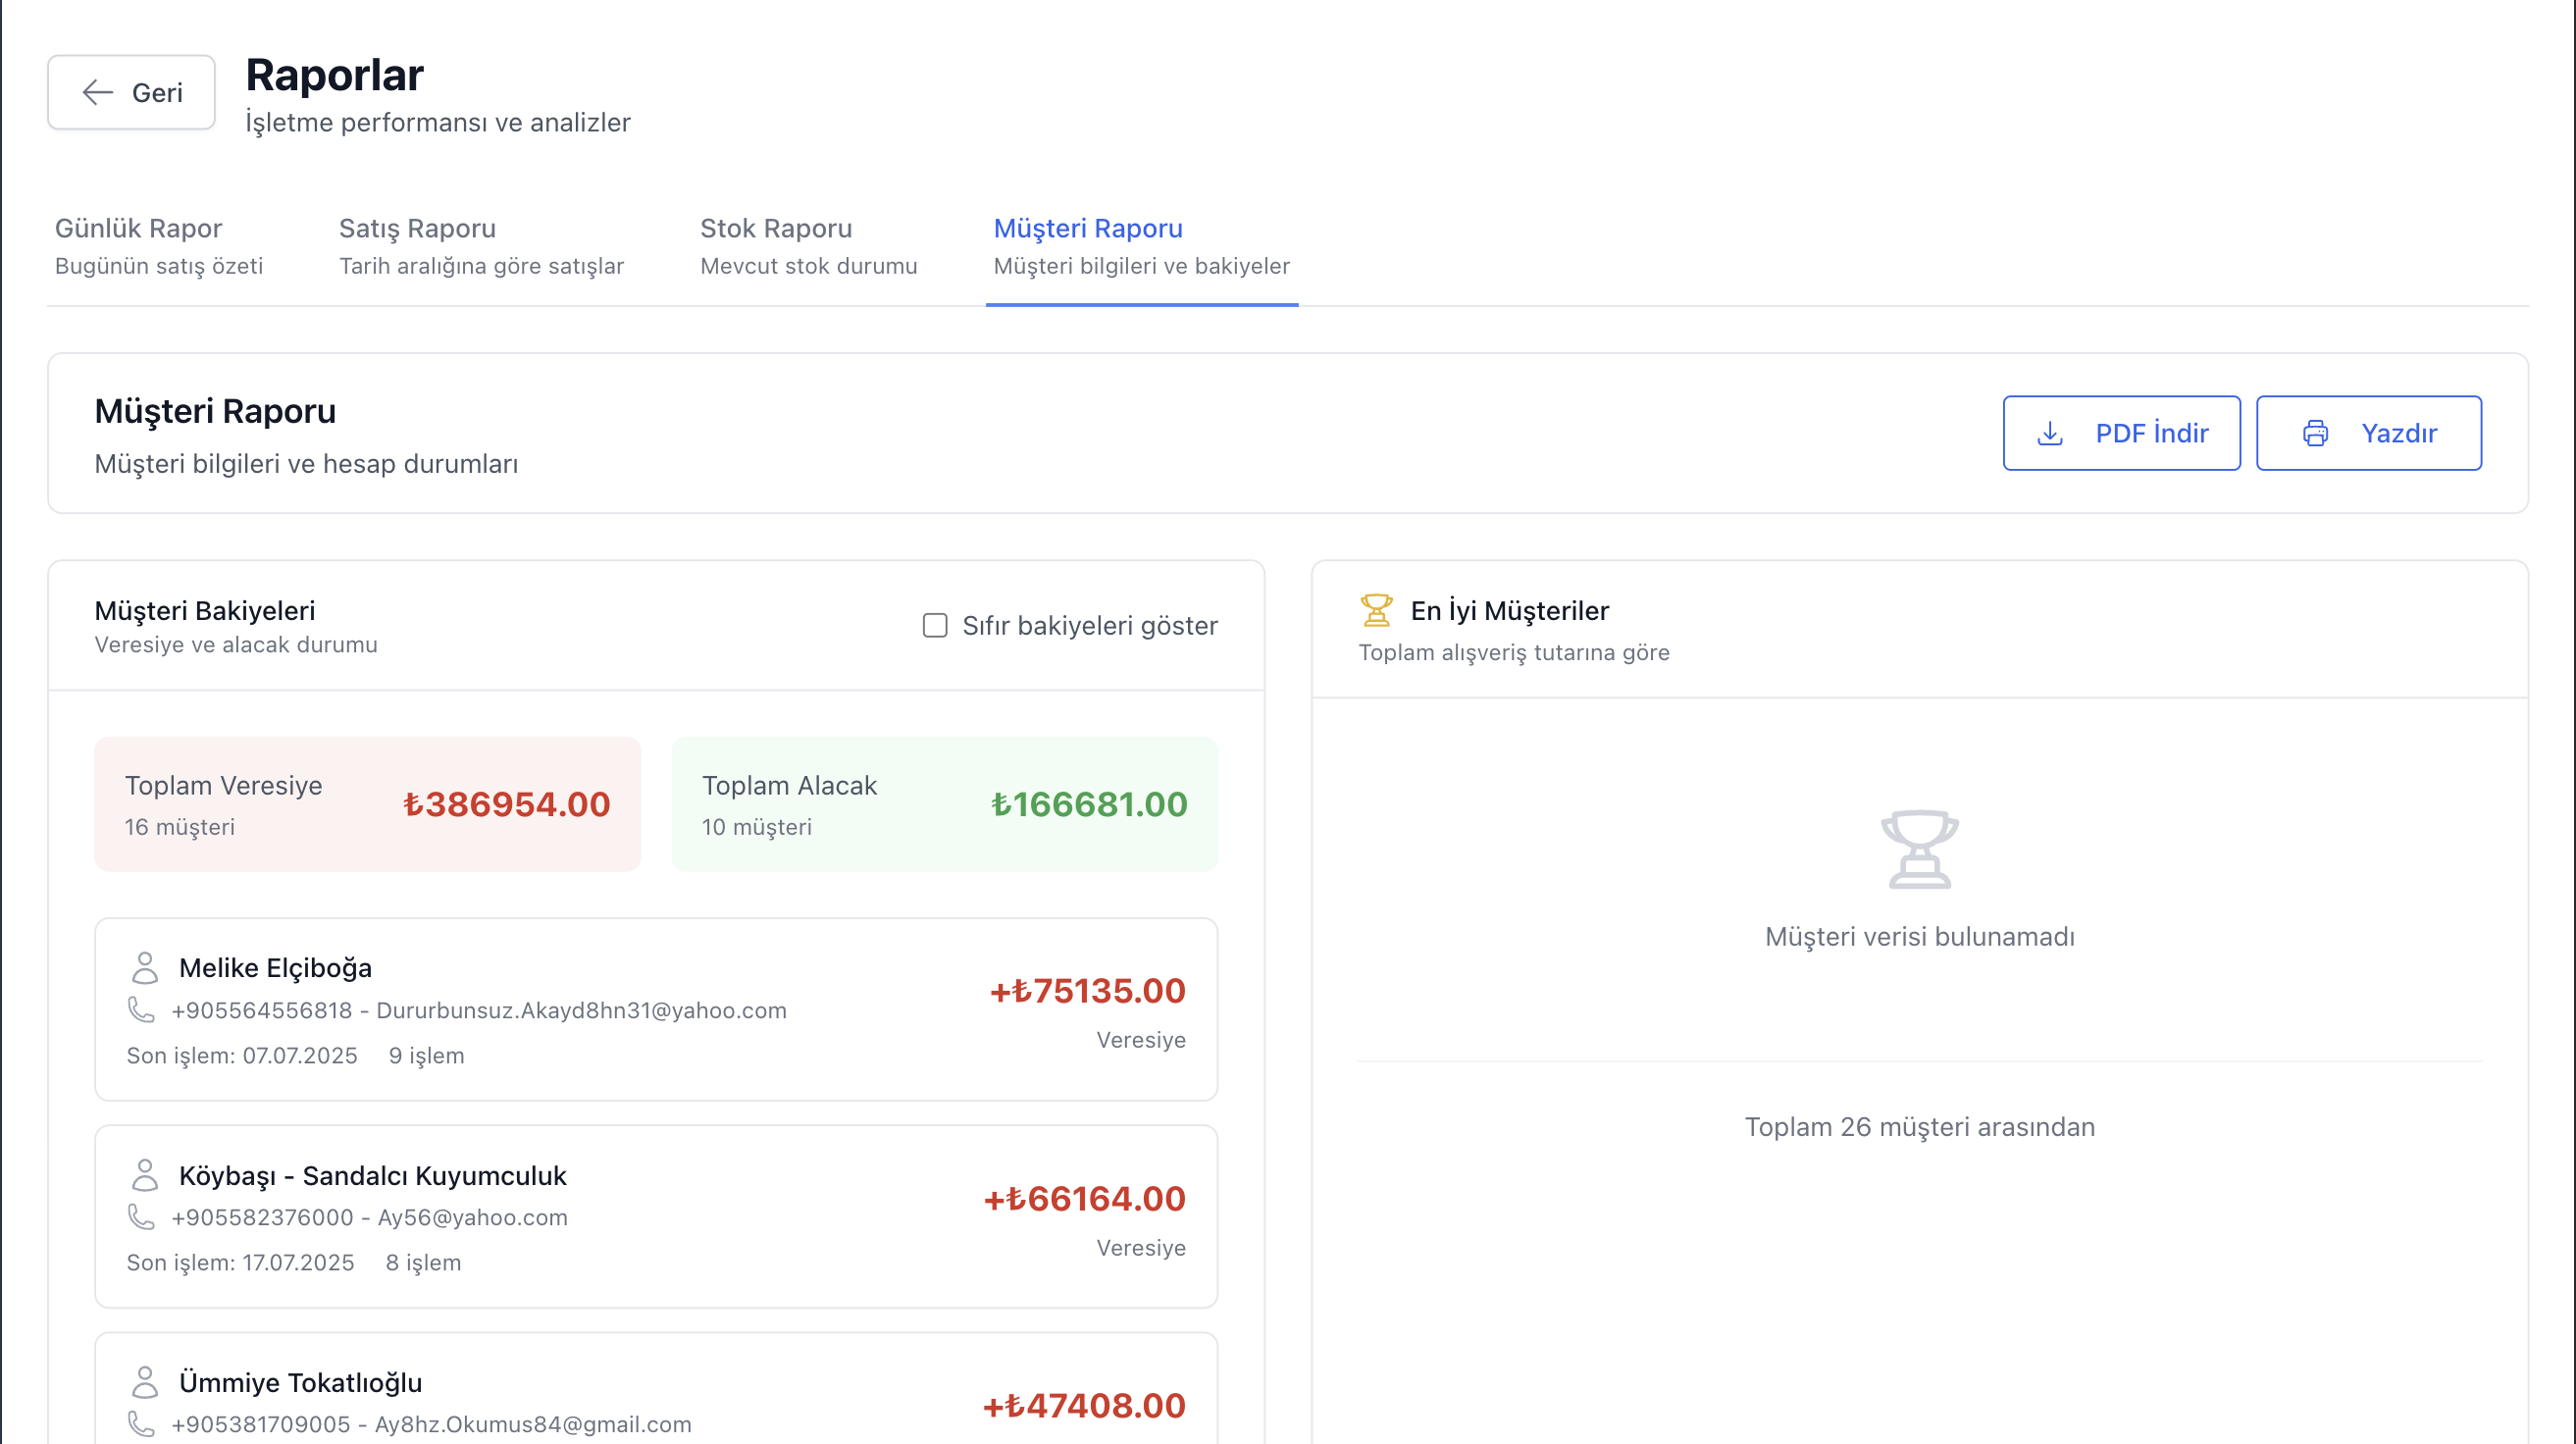 Geri
Raporlar
İşletme performansı ve analizler
Günlük Rapor
Bugünün satış özeti
Satış Raporu
Tarih aralığına göre satışlar
Stok Raporu
Mevcut stok durumu
Müşteri Raporu
Müşteri bilgileri ve bakiyeler
Müşteri Raporu
Müşteri bilgileri ve hesap durumları
PDF İndir
Yazdır
Müşteri Bakiyeleri
Veresiye ve alacak durumu
Sıfır bakiyeleri göster
Toplam Veresiye
16 müşteri
₺386954.00
Toplam Alacak
10 müşteri
₺166681.00
Melike Elçiboğa
+905564556818 - Dururbunsuz.Akayd8hn31@yahoo.com
Son işlem: 07.07.2025 9 işlem
+₺75135.00
Veresiye
Köybaşı - Sandalcı Kuyumculuk
+905582376000 - Ay56@yahoo.com
Son işlem: 17.07.2025 8 işlem
+₺66164.00
Veresiye
Ümmiye Tokatlıoğlu
+905381709005 - Ay8hz.Okumus84@gmail.com
+₺47408.00
En İyi Müşteriler
Toplam alışveriş tutarına göre
Müşteri verisi bulunamadı
Toplam 26 müşteri arasından